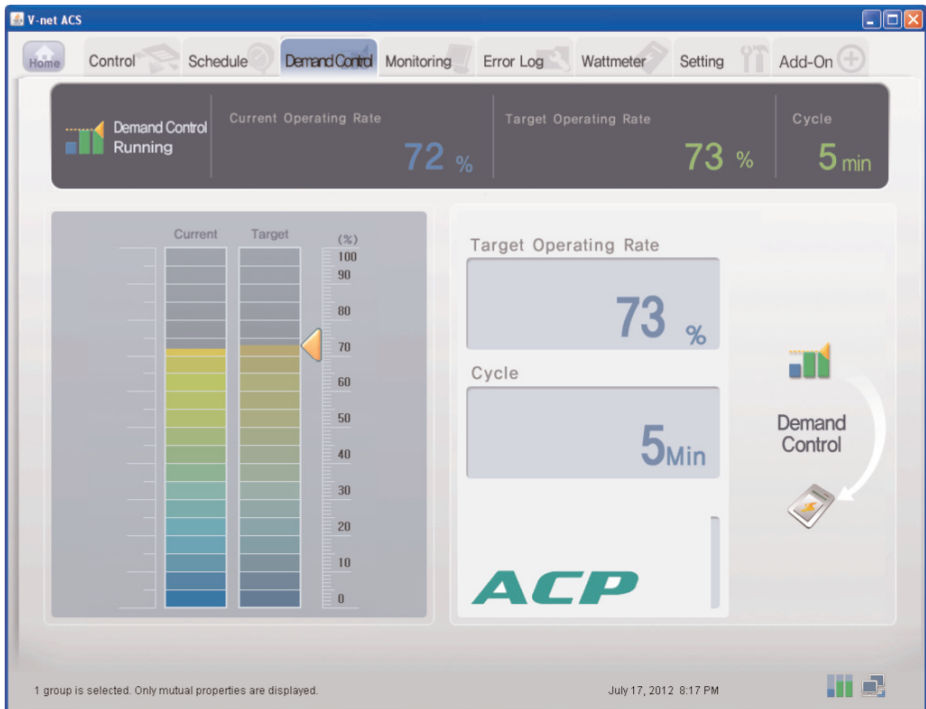 V-net ACS
Home Control Schedule Demand Control Monitoring Error Log Wattmeter Setting Add-On
Demand Control
Running
Current Operating Rate
72 %
Target Operating Rate
73 %
Cycle
5 min
Current Target (%)
100
90
80
70
60
50
40
30
20
10
0
Target Operating Rate
73 %
Cycle
5 Min
ACP
Demand
Control
1 group is selected. Only mutual properties are displayed.
July 17, 2012 8:17 PM